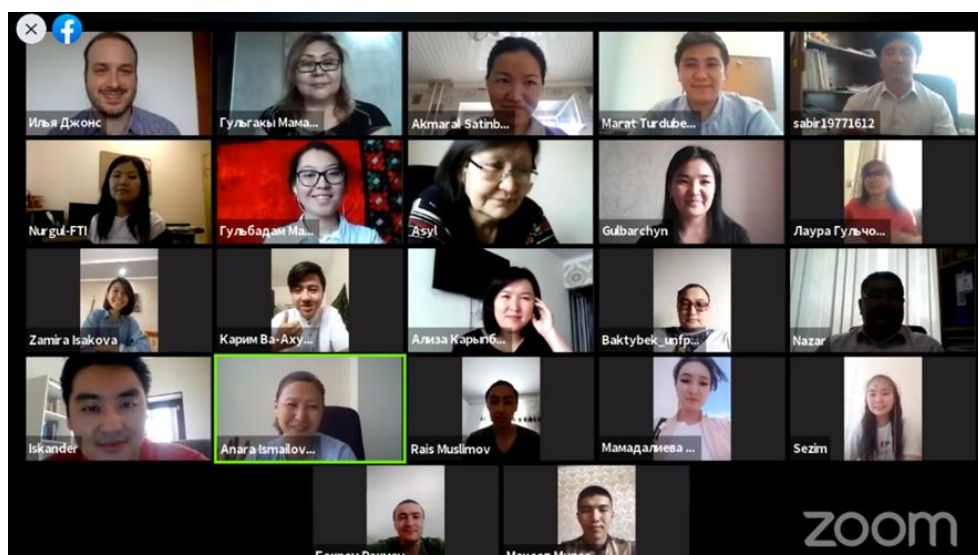 Илья Джонс
Гульгакы Мама...
Akmaral Satinb...
Marat Turdube...
sabir19771612
Nurgul-FTI
Гульбадам Ма...
Asyl
Gulbarchyn
Лаура Гульчо...
Zamira Isakova
Карим Ва-Аху...
Ализа Карыпб...
Baktybek_unfp...
Nazar
Iskander
Anara Ismailov...
Rais Muslimov
Мамадалиева ...
Sezim
zoom